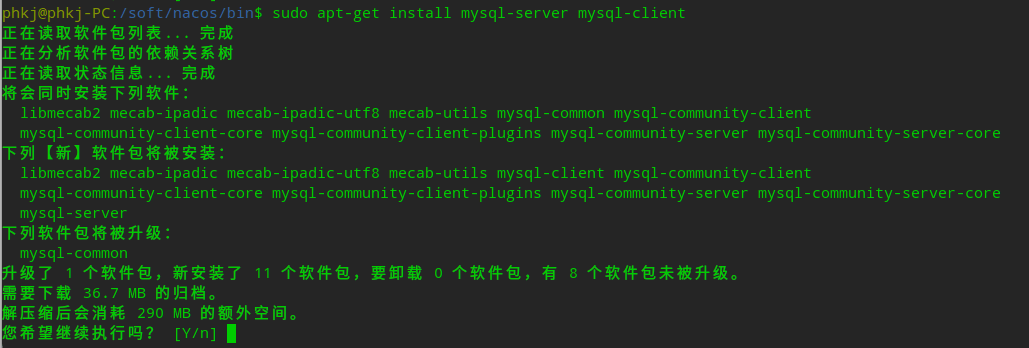 phkj@phkj-PC:/soft/nacos/bin$ sudo apt-get install mysql-server mysql-client
正在读取软件包列表... 完成
正在分析软件包的依赖关系树
正在读取状态信息... 完成
将会同时安装下列软件：
libmecab2 mecab-ipadic mecab-ipadic-utf8 mecab-utils mysql-common mysql-community-client
mysql-community-client-core mysql-community-client-plugins mysql-community-server mysql-community-server-core
下列【新】软件包将被安装：
libmecab2 mecab-ipadic mecab-ipadic-utf8 mecab-utils mysql-client mysql-community-client
mysql-community-client-core mysql-community-client-plugins mysql-community-server mysql-community-server-core
mysql-server
下列软件包将被升级：
mysql-common
升级了 1 个软件包，新安装了 11 个软件包，要卸载 0 个软件包，有 8 个软件包未被升级。
需要下载 36.7 MB 的归档。
解压缩后会消耗 290 MB 的额外空间。
您希望继续执行吗？ [Y/n]